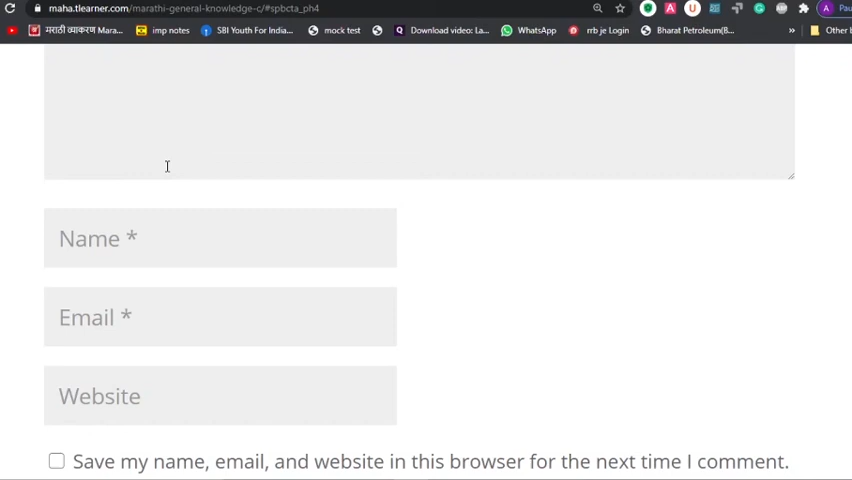 maha.tlearner.com/marathi-general-knowledge-c/#spbcta_ph4
A Pau
मराठी व्याकरण Mara... imp notes SBI Youth For India... mock test Download video: La... WhatsApp rrb je Login Bharat Petroleum(B... » Other b
Name *
Email *
Website
Save my name, email, and website in this browser for the next time I comment.